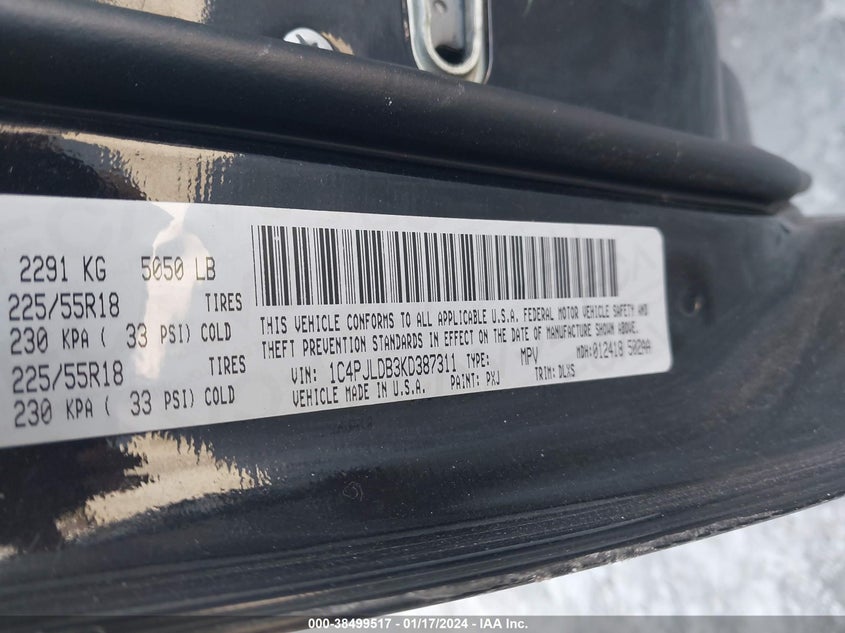 2291 KG 5050 LB
225/55R18 TIRES
230 KPA ( 33 PSI) COLD
225/55R18 TIRES
230 KPA ( 33 PSI) COLD
THIS VEHICLE CONFORMS TO ALL APPLICABLE U.S.A. FEDERAL MOTOR VEHICLE SAFETY AND
THEFT PREVENTION STANDARDS IN EFFECT ON THE DATE OF MANUFACTURE SHOWN ABOVE.
VIN: 1C4PJLDB3KD387311 TYPE: MPV MDH:012418 502AA
VEHICLE MADE IN U.S.A. PAINT: PXJ TRIM: DLXS
000-38499517 - 01/17/2024 - IAA Inc.